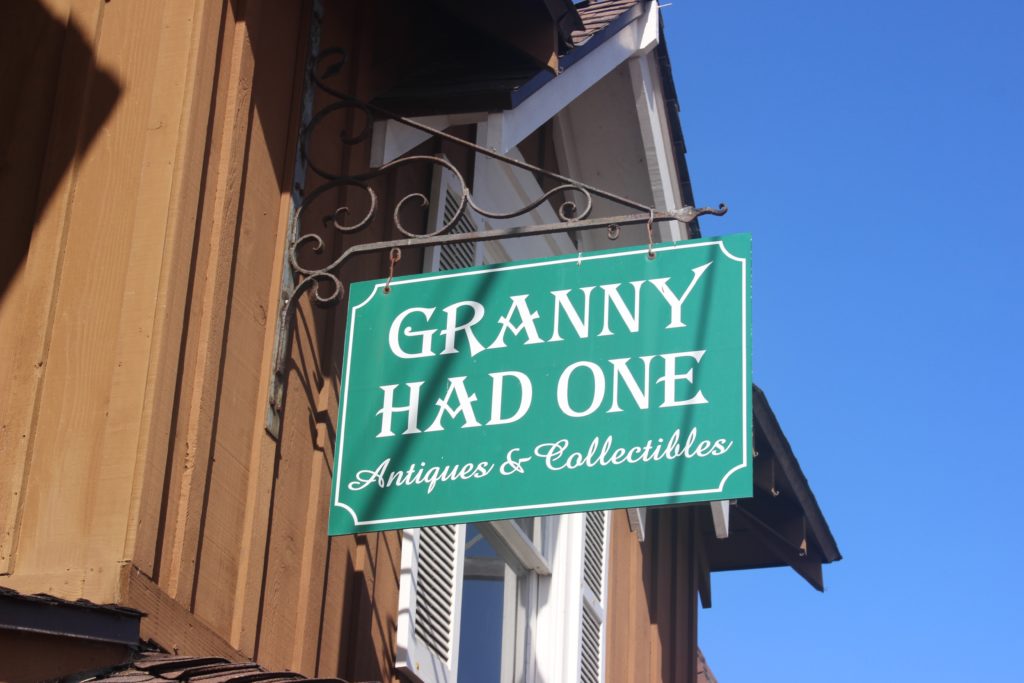 GRANNY
HAD ONE
Antiques & Collectibles